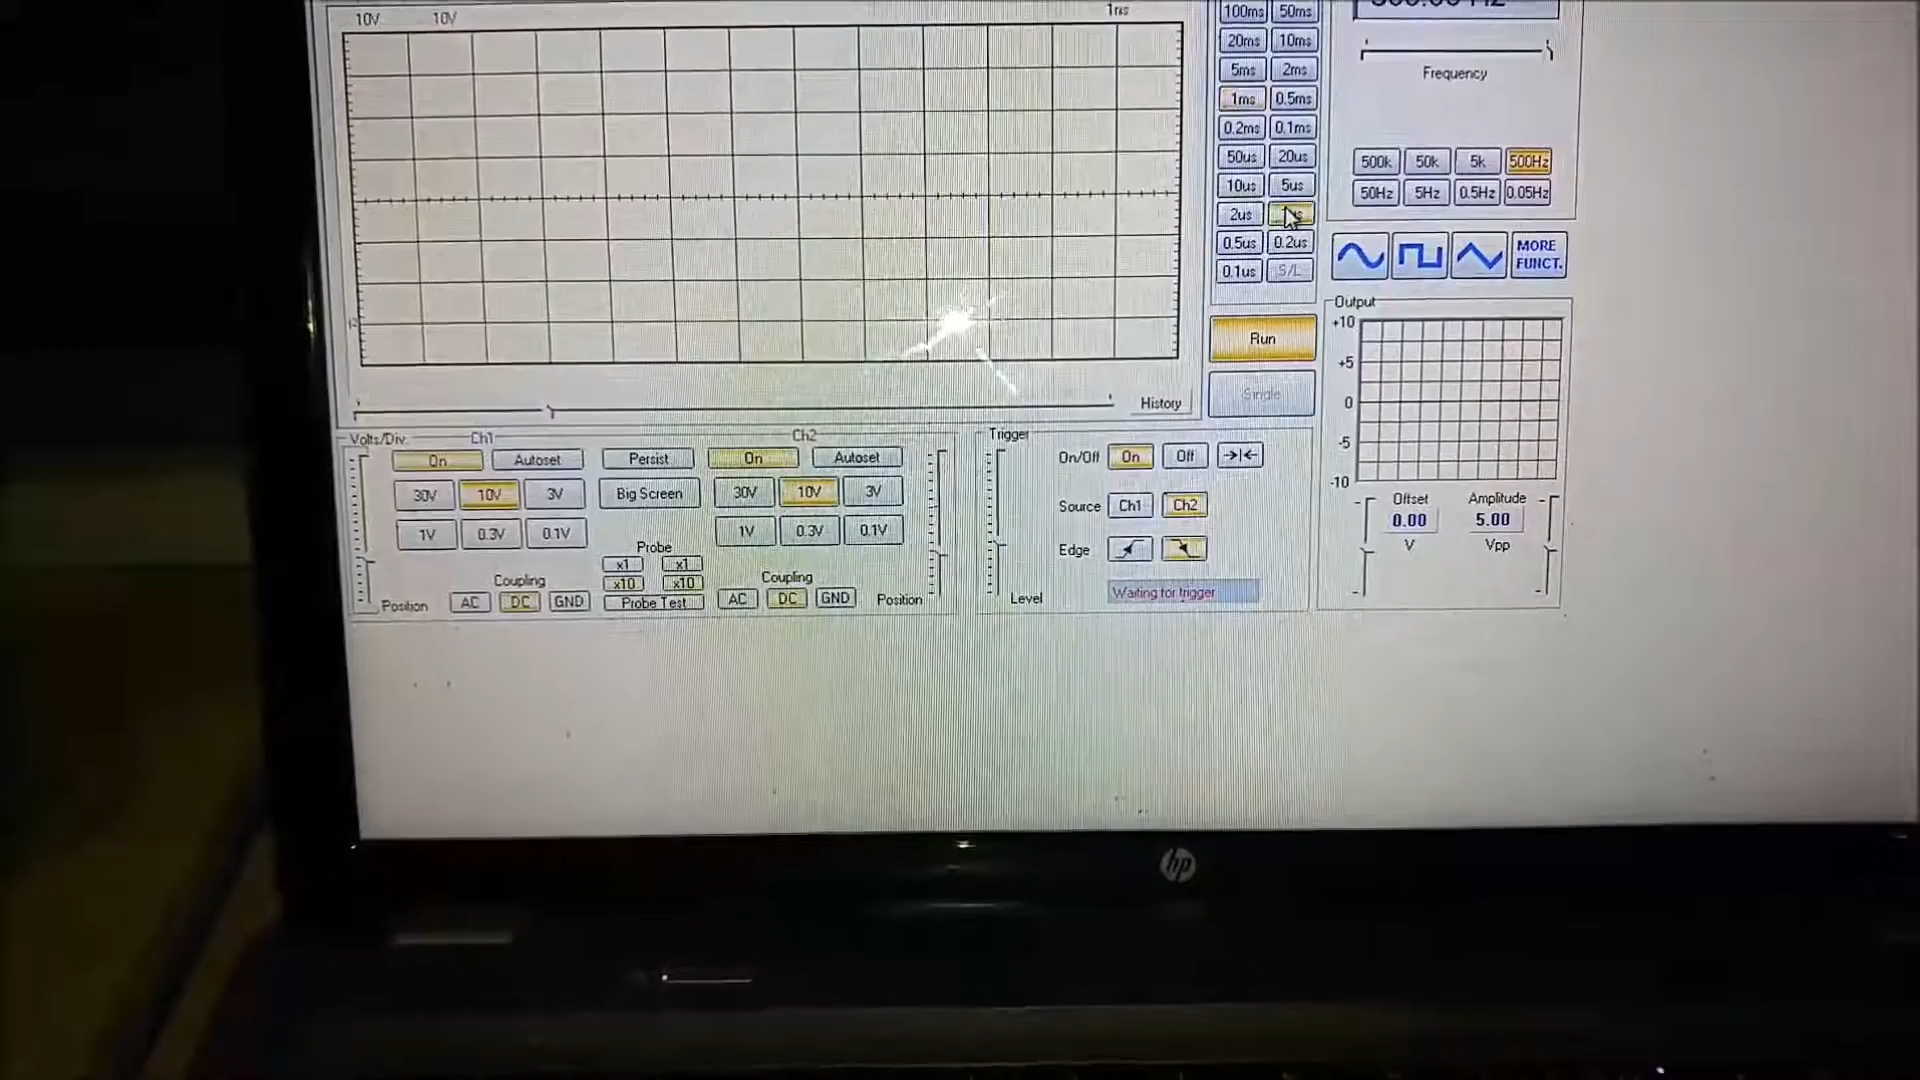 10V 10V 1ms
100ms 50ms
20ms 10ms
5ms 2ms
1ms 0.5ms
0.2ms 0.1ms
50us 20us
10us 5us
2us
0.5us 0.2us
0.1us S/L
Run
Single
Frequency
500k 50k 5k 500Hz
50Hz 5Hz 0.5Hz 0.05Hz
MORE
FUNCT.
Output
+10
+5
0
-5
-10
Offset Amplitude
0.00 5.00
V Vpp
History
Volts/Div. Ch1 Ch2
On Autoset Persist On Autoset
30V 10V 3V Big Screen 30V 10V 3V
1V 0.3V 0.1V 1V 0.3V 0.1V
Probe
x1 x1
x10 x10
Probe Test
Coupling Coupling
Position AC DC GND AC DC GND Position
Trigger
On/Off On Off
Source Ch1 Ch2
Edge
Level Waiting for trigger
hp